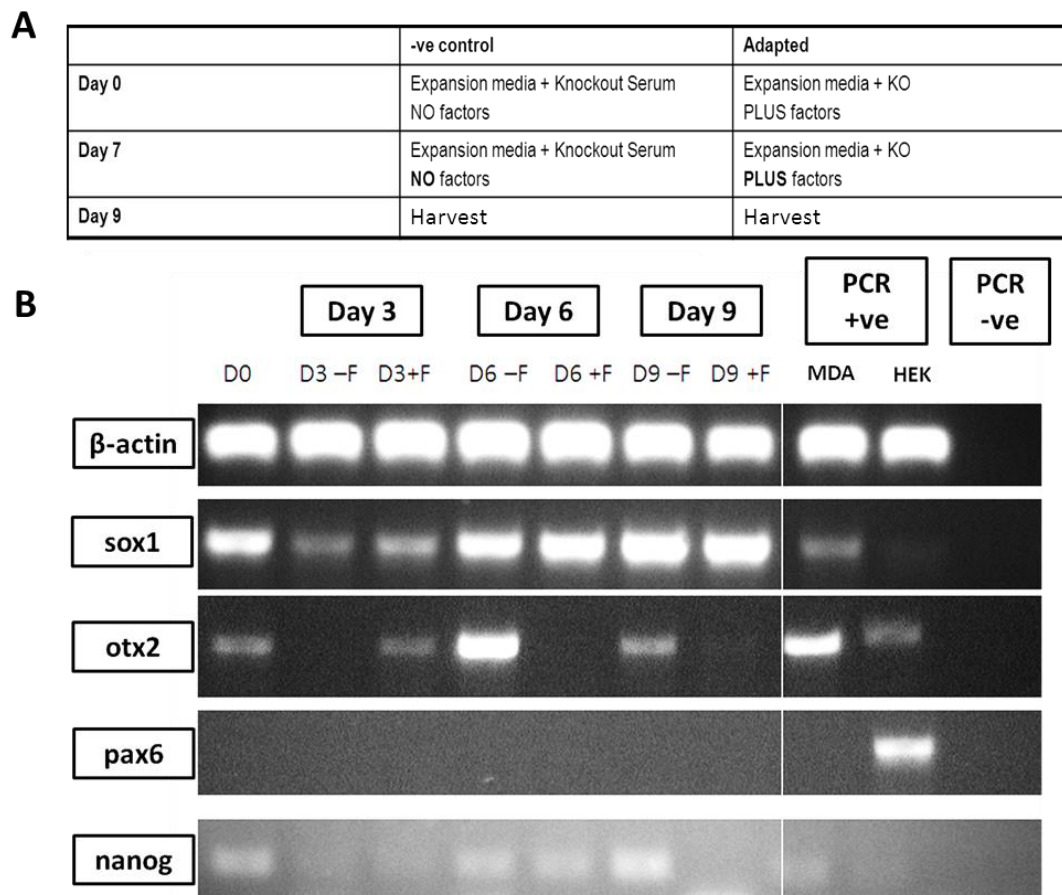 A
-ve control Adapted
Day 0 Expansion media + Knockout Serum Expansion media + KO
NO factors PLUS factors
Day 7 Expansion media + Knockout Serum Expansion media + KO
NO factors PLUS factors
Day 9 Harvest Harvest
B
Day 3 Day 6 Day 9 PCR +ve PCR -ve
D0 D3 –F D3+F D6 –F D6 +F D9 –F D9 +F MDA HEK
β-actin
sox1
otx2
pax6
nanog